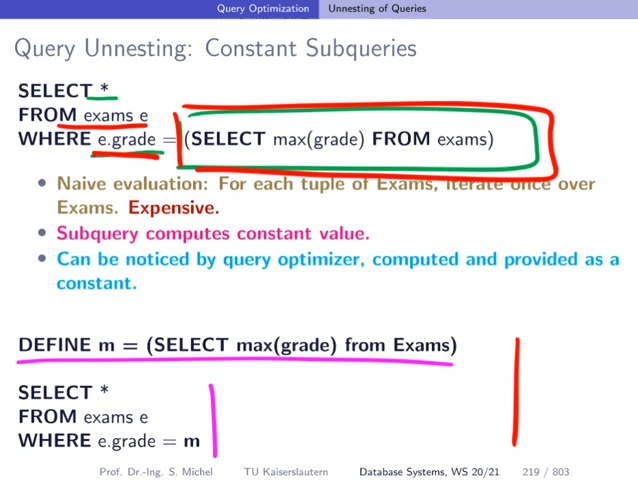 Query Optimization Unnesting of Queries
Query Unnesting: Constant Subqueries
SELECT *
FROM exams e
WHERE e.grade = (SELECT max(grade) FROM exams)
• Naive evaluation: For each tuple of Exams, iterate once over
Exams. Expensive.
• Subquery computes constant value.
• Can be noticed by query optimizer, computed and provided as a
constant.
DEFINE m = (SELECT max(grade) from Exams)
SELECT *
FROM exams e
WHERE e.grade = m
Prof. Dr.-Ing. S. Michel TU Kaiserslautern Database Systems, WS 20/21 219 / 803